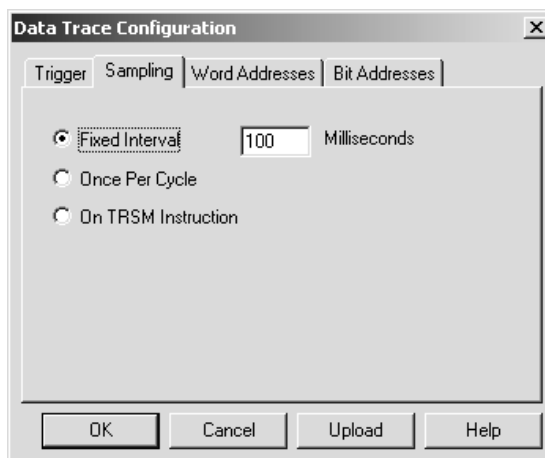 Data Trace Configuration
Trigger Sampling Word Addresses Bit Addresses
Fixed Interval 100 Milliseconds
Once Per Cycle
On TRSM Instruction
OK Cancel Upload Help